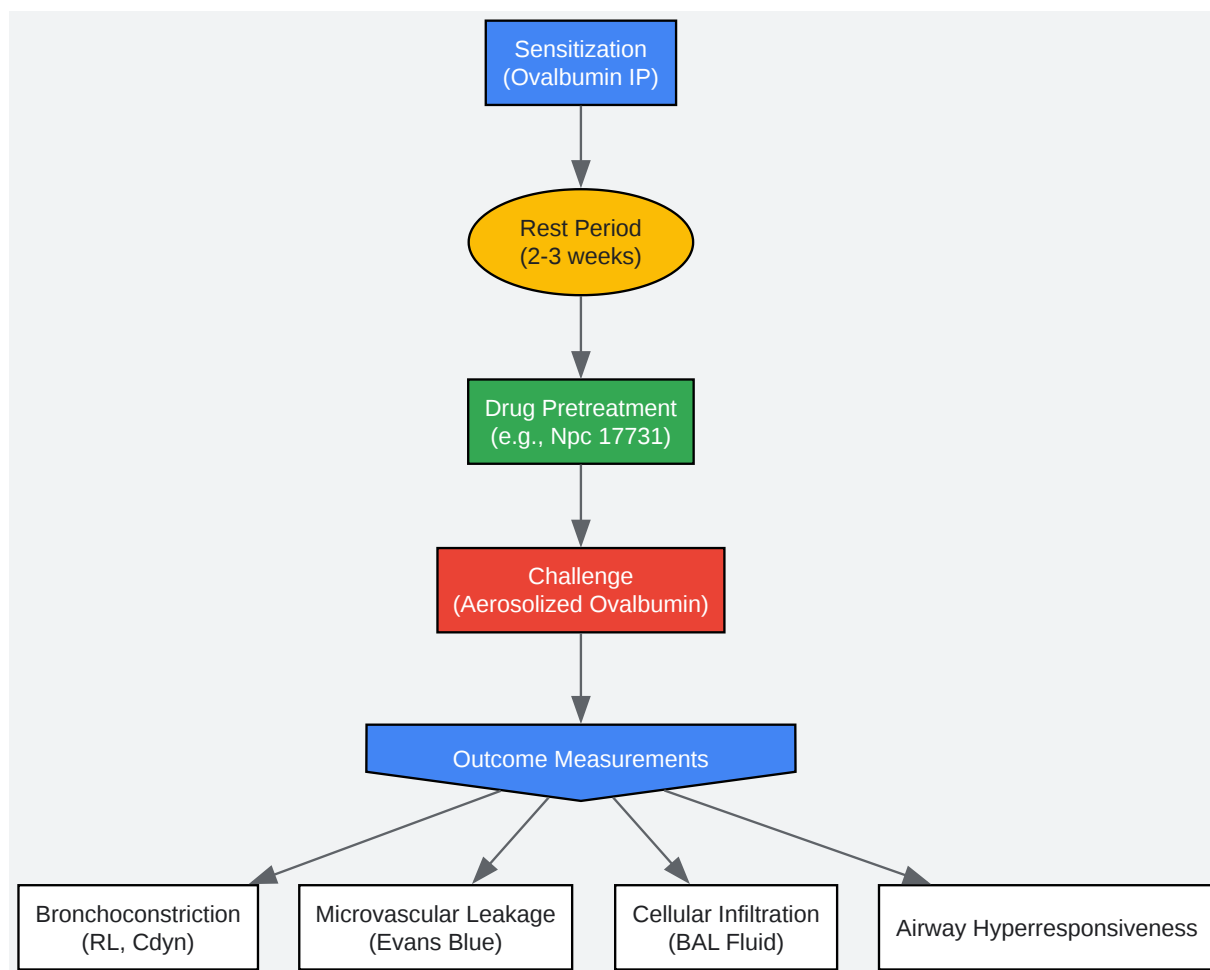 Sensitization
(Ovalbumin IP)
Rest Period
(2-3 weeks)
Drug Pretreatment
(e.g., Npc 17731)
Challenge
(Aerosolized Ovalbumin)
Outcome Measurements
Bronchoconstriction
(RL, Cdyn)
Microvascular Leakage
(Evans Blue)
Cellular Infiltration
(BAL Fluid)
Airway Hyperresponsiveness